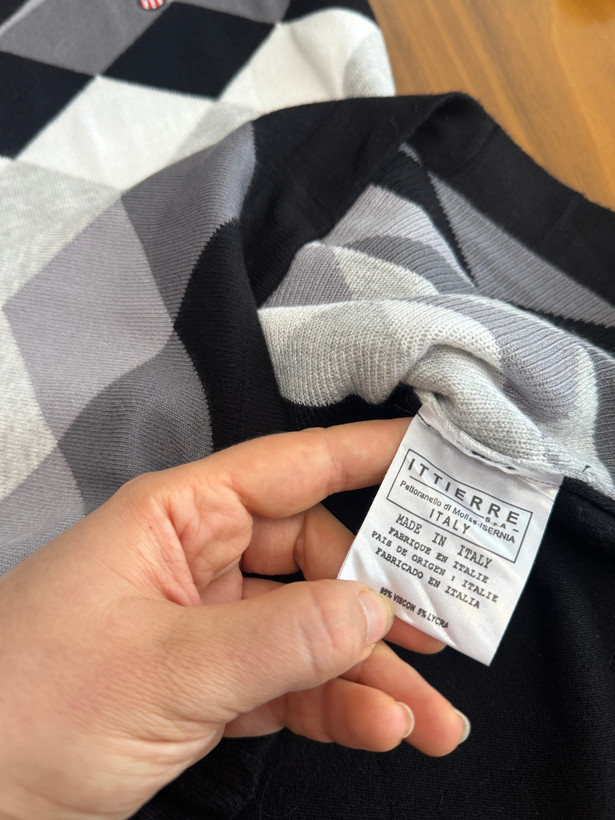 ITTIERRE
S.p.A
Pettoranello di Molise-ISERNIA
ITALY
MADE IN ITALY
FABRIQUE EN ITALIE
PAIS DE ORIGEN : ITALIE
FABRICADO EN ITALIA
95% VISCON 5% LYCRA